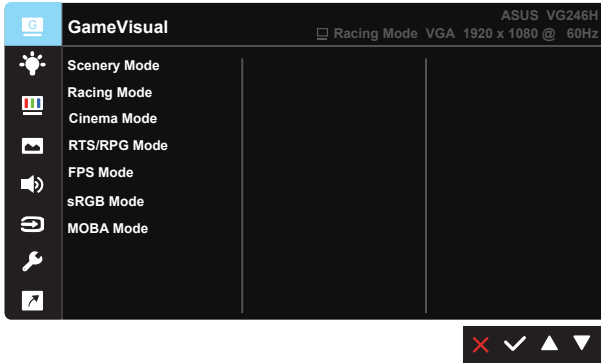 G
GameVisual
ASUS VG246H
Racing Mode VGA 1920 x 1080 @ 60Hz
Scenery Mode
Racing Mode
Cinema Mode
RTS/RPG Mode
FPS Mode
sRGB Mode
MOBA Mode